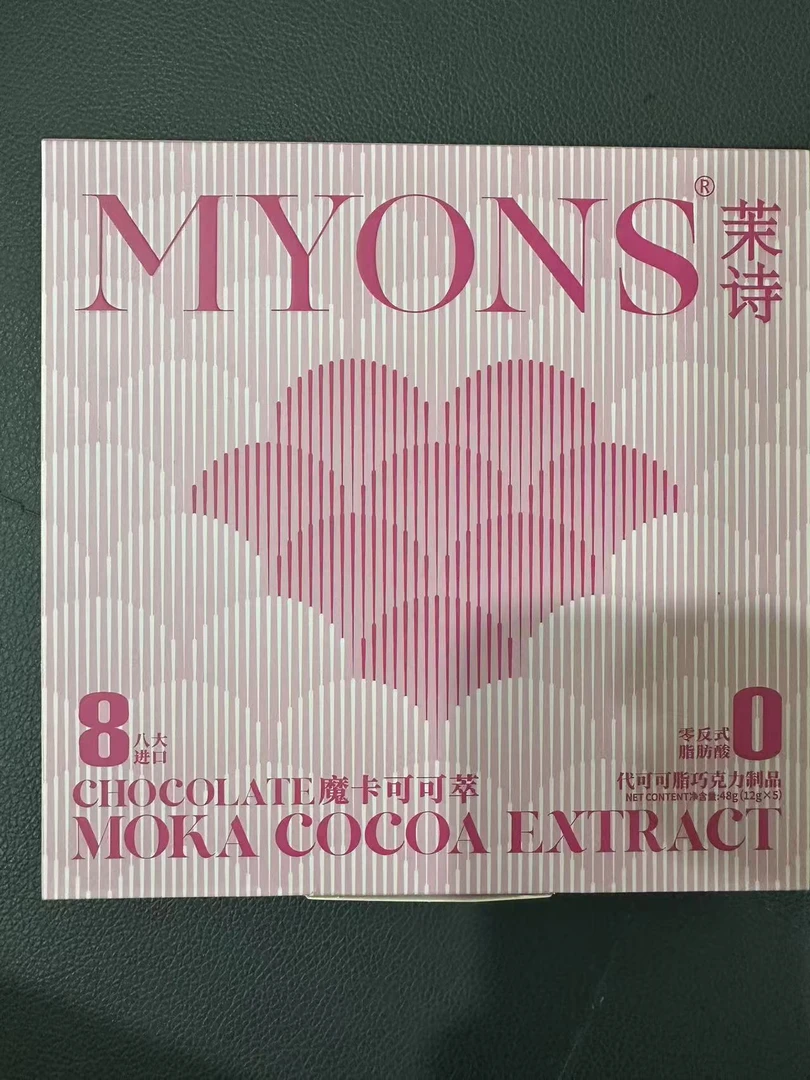 MYONS®
茉诗
8 八大
进口
零反式 0
脂肪酸
CHOCOLATE魔卡可可萃
代可可脂巧克力制品
NET CONTENT净含量:48g(12g×5)
MOKA COCOA EXTRACT